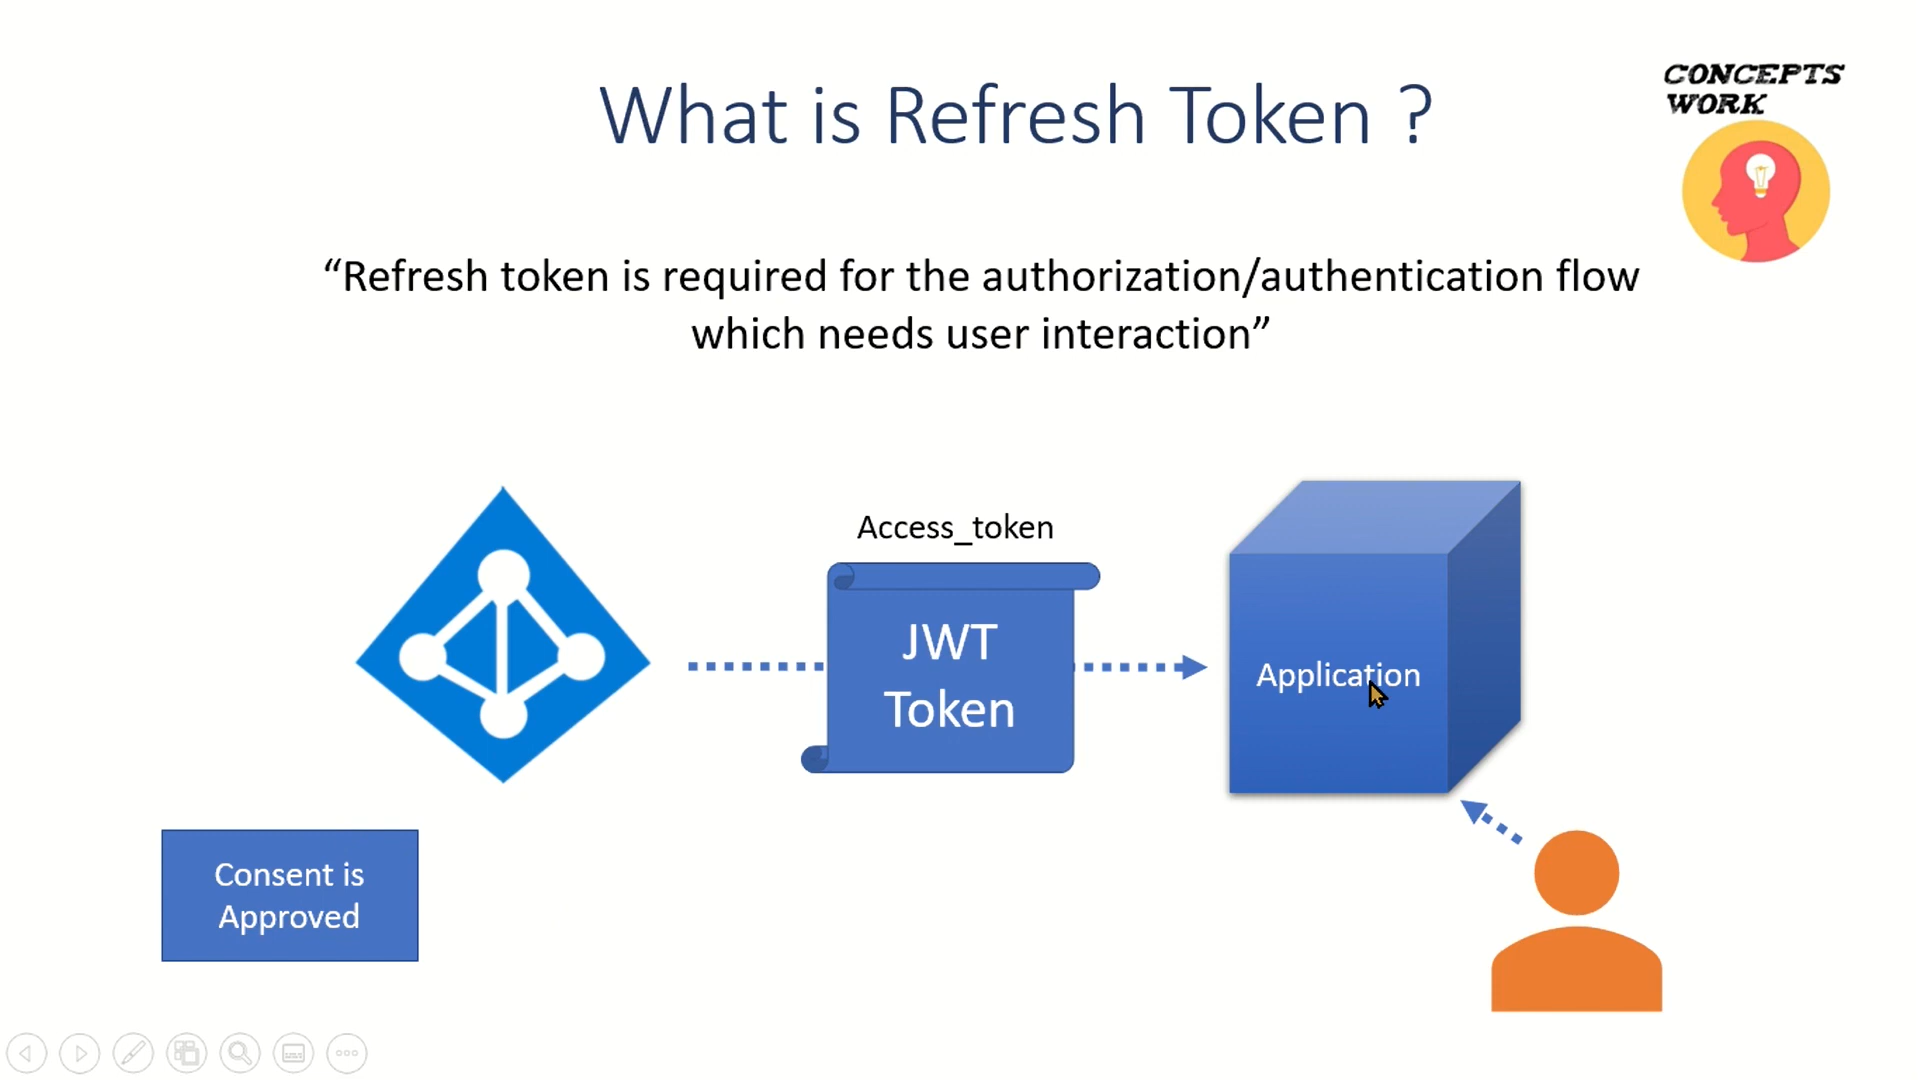 What is Refresh Token ?
CONCEPTS
WORK
“Refresh token is required for the authorization/authentication flow
which needs user interaction”
Access_token
JWT
Token
Application
Consent is
Approved